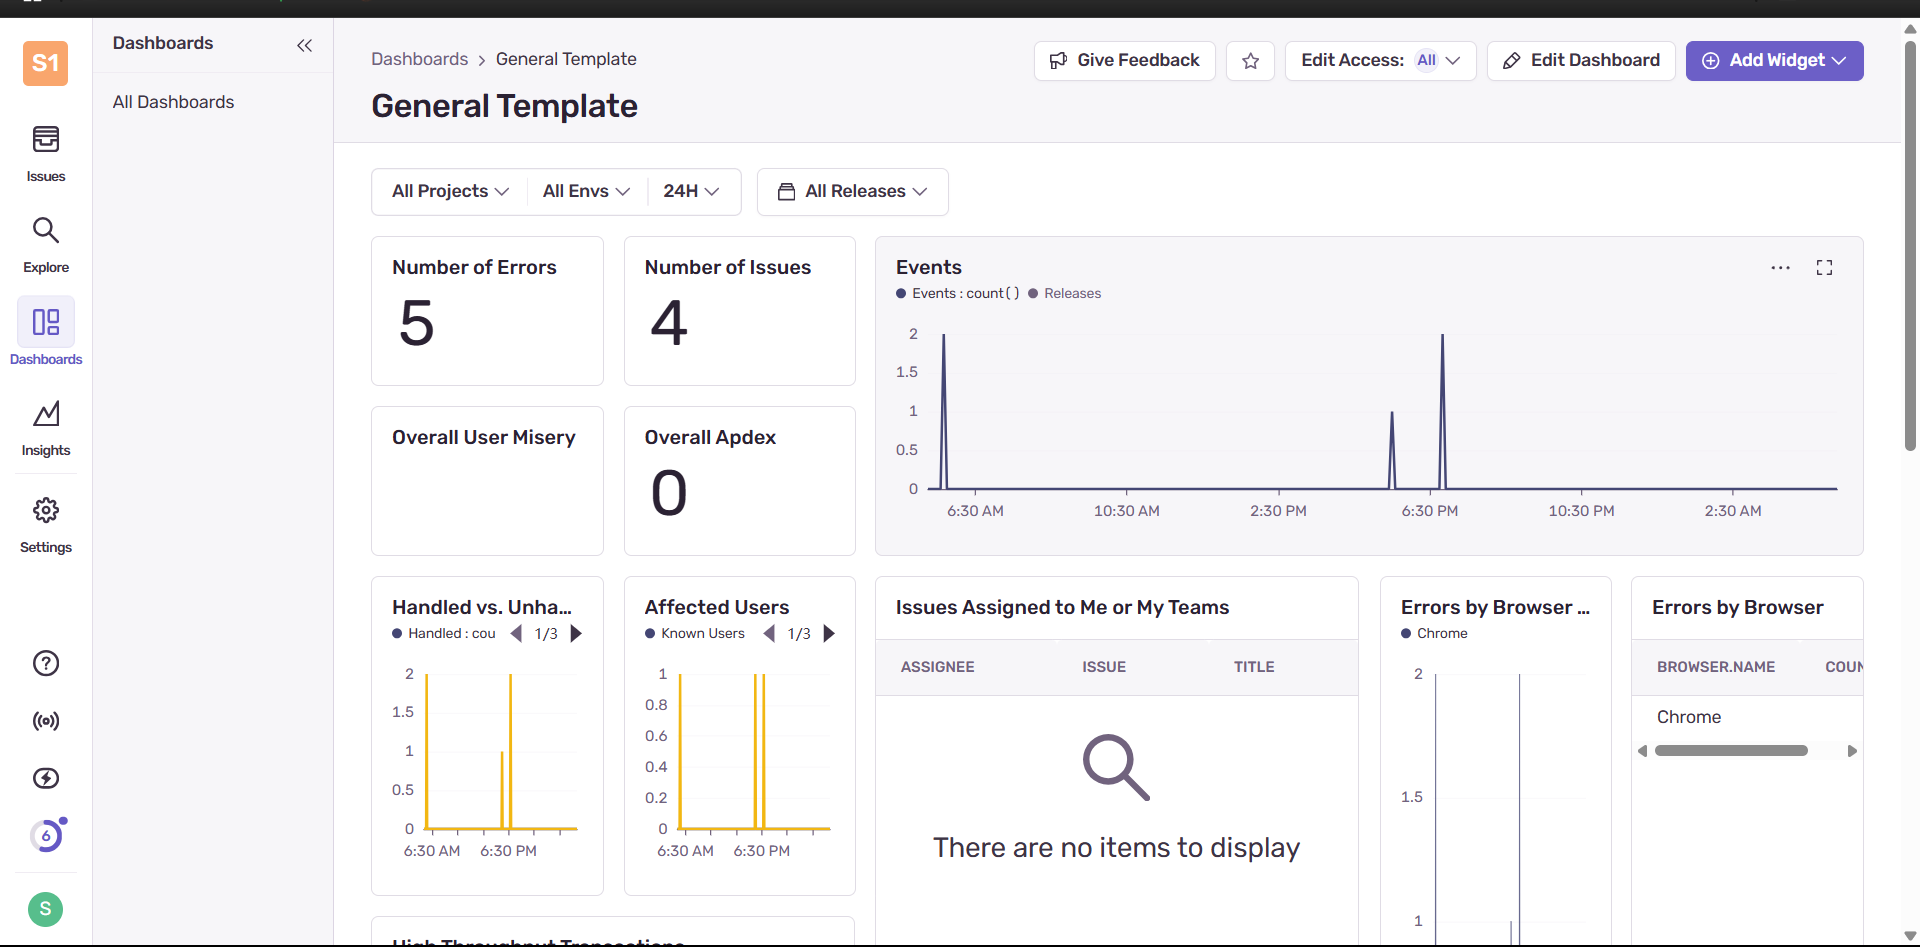 S1
Issues
Explore
Dashboards
Insights
Settings
6
S
Dashboards
All Dashboards
Dashboards > General Template
General Template
Give Feedback
Edit Access: All
Edit Dashboard
Add Widget
All Projects
All Envs
24H
All Releases
Number of Errors
5
Number of Issues
4
Events
Events : count()
Releases
2
1.5
1
0.5
0
6:30 AM
10:30 AM
2:30 PM
6:30 PM
10:30 PM
2:30 AM
Overall User Misery
Overall Apdex
0
Handled vs. Unha...
Handled : cou
1/3
2
1.5
1
0.5
0
6:30 AM
6:30 PM
Affected Users
Known Users
1/3
1
0.8
0.6
0.4
0.2
0
6:30 AM
6:30 PM
Issues Assigned to Me or My Teams
ASSIGNEE
ISSUE
TITLE
There are no items to display
Errors by Browser ...
Chrome
2
1.5
1
Errors by Browser
BROWSER.NAME
COUN
Chrome
High Throughput Transactions